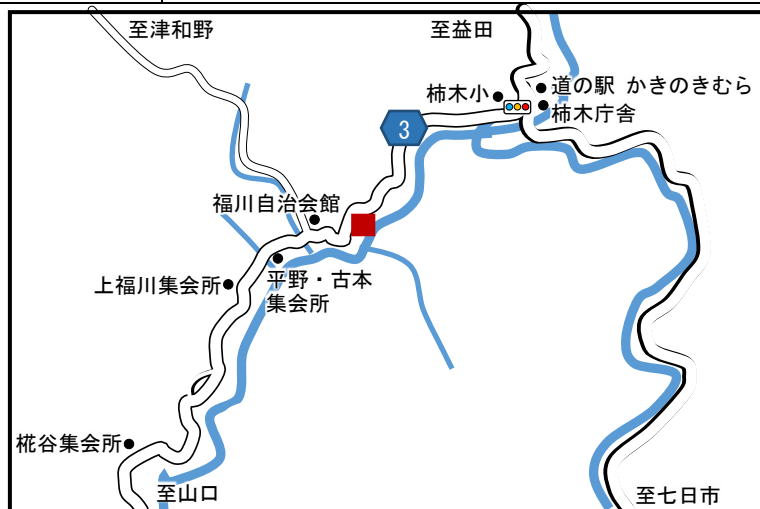 至津和野
至益田
道の駅 かきのきむら
柿木小
柿木庁舎
3
福川自治会館
上福川集会所
平野・古本
集会所
椛谷集会所
至山口
至七日市